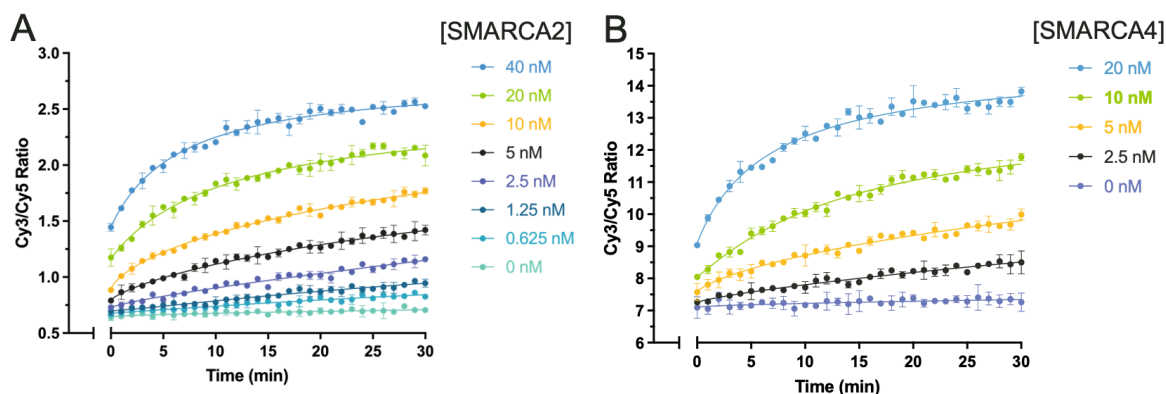 A
[SMARCA2]
3.0
2.5
2.0
1.5
1.0
0.5
Cy3/Cy5 Ratio
0 5 10 15 20 25 30
Time (min)
40 nM
20 nM
10 nM
5 nM
2.5 nM
1.25 nM
0.625 nM
0 nM
B
[SMARCA4]
15
14
13
12
11
10
9
8
7
6
Cy3/Cy5 Ratio
0 5 10 15 20 25 30
Time (min)
20 nM
10 nM
5 nM
2.5 nM
0 nM